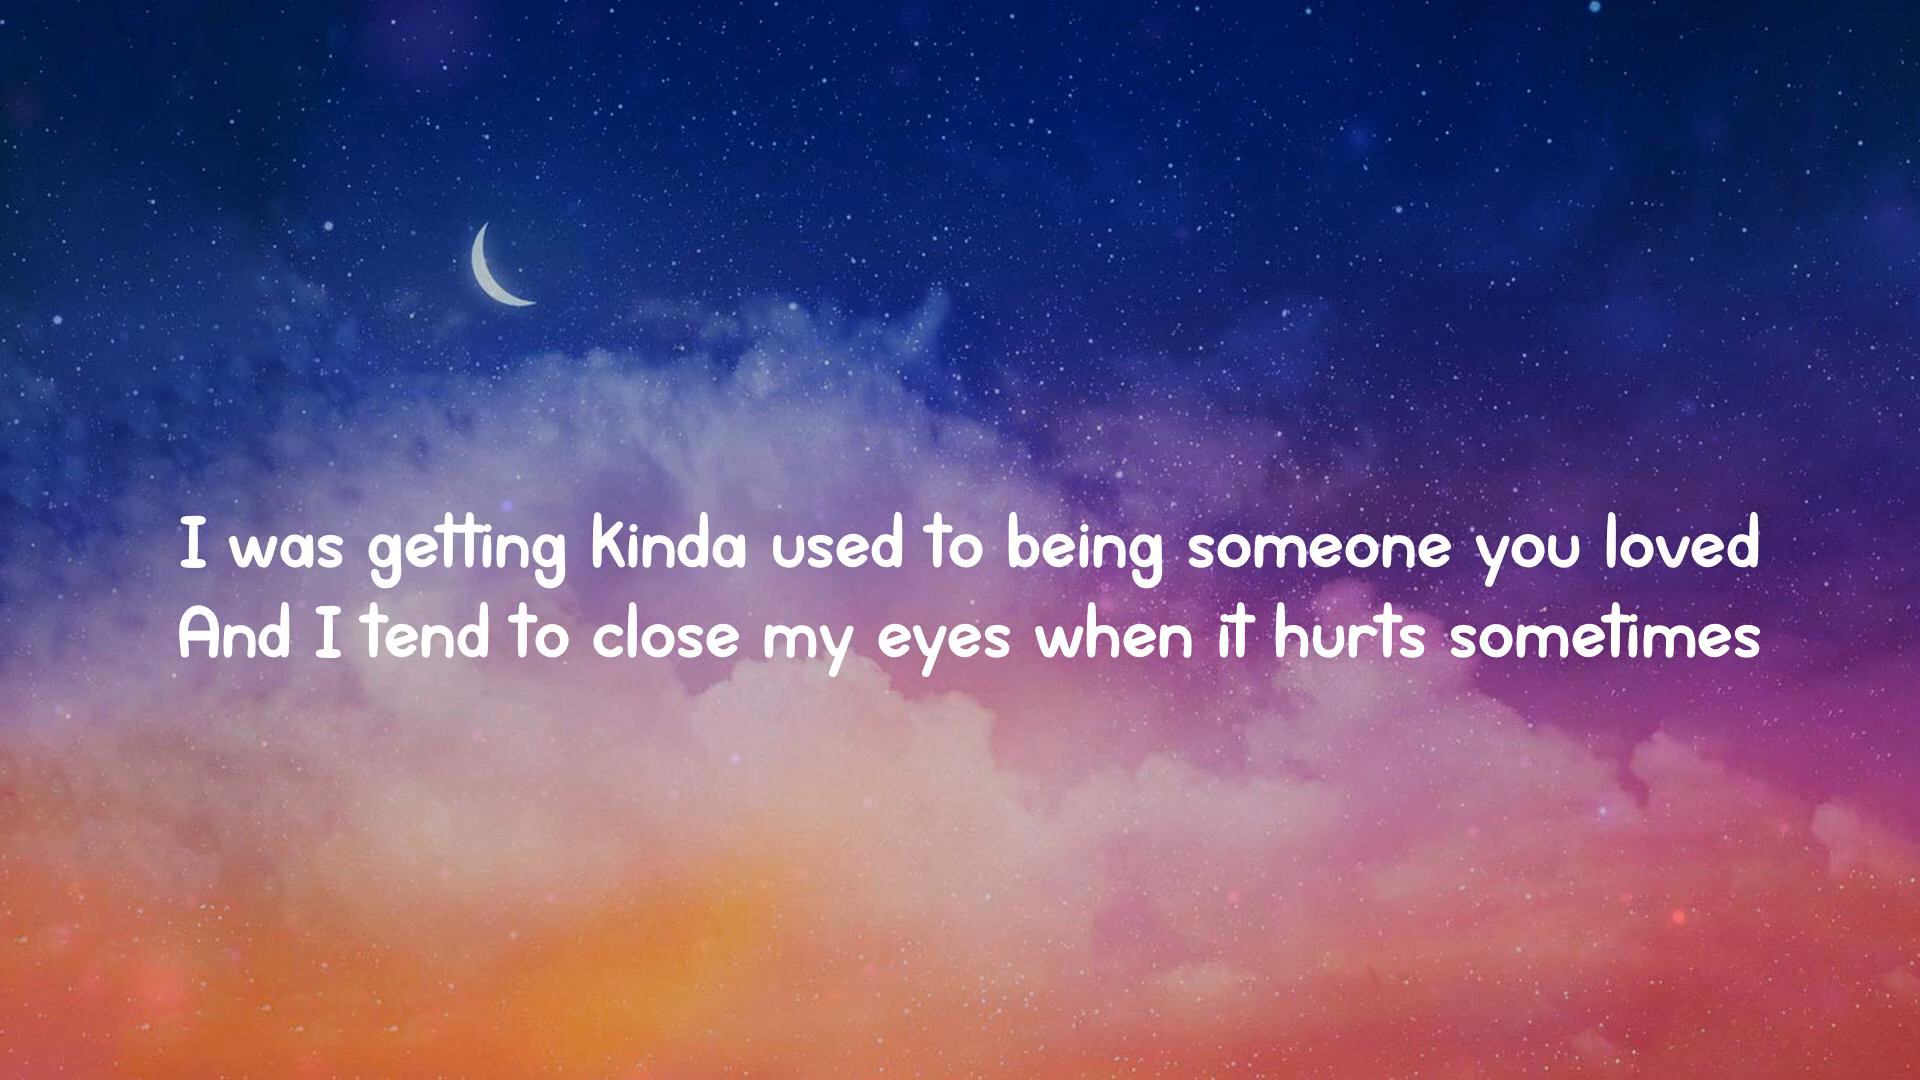 I was getting kinda used to being someone you loved
And I tend to close my eyes when it hurts sometimes